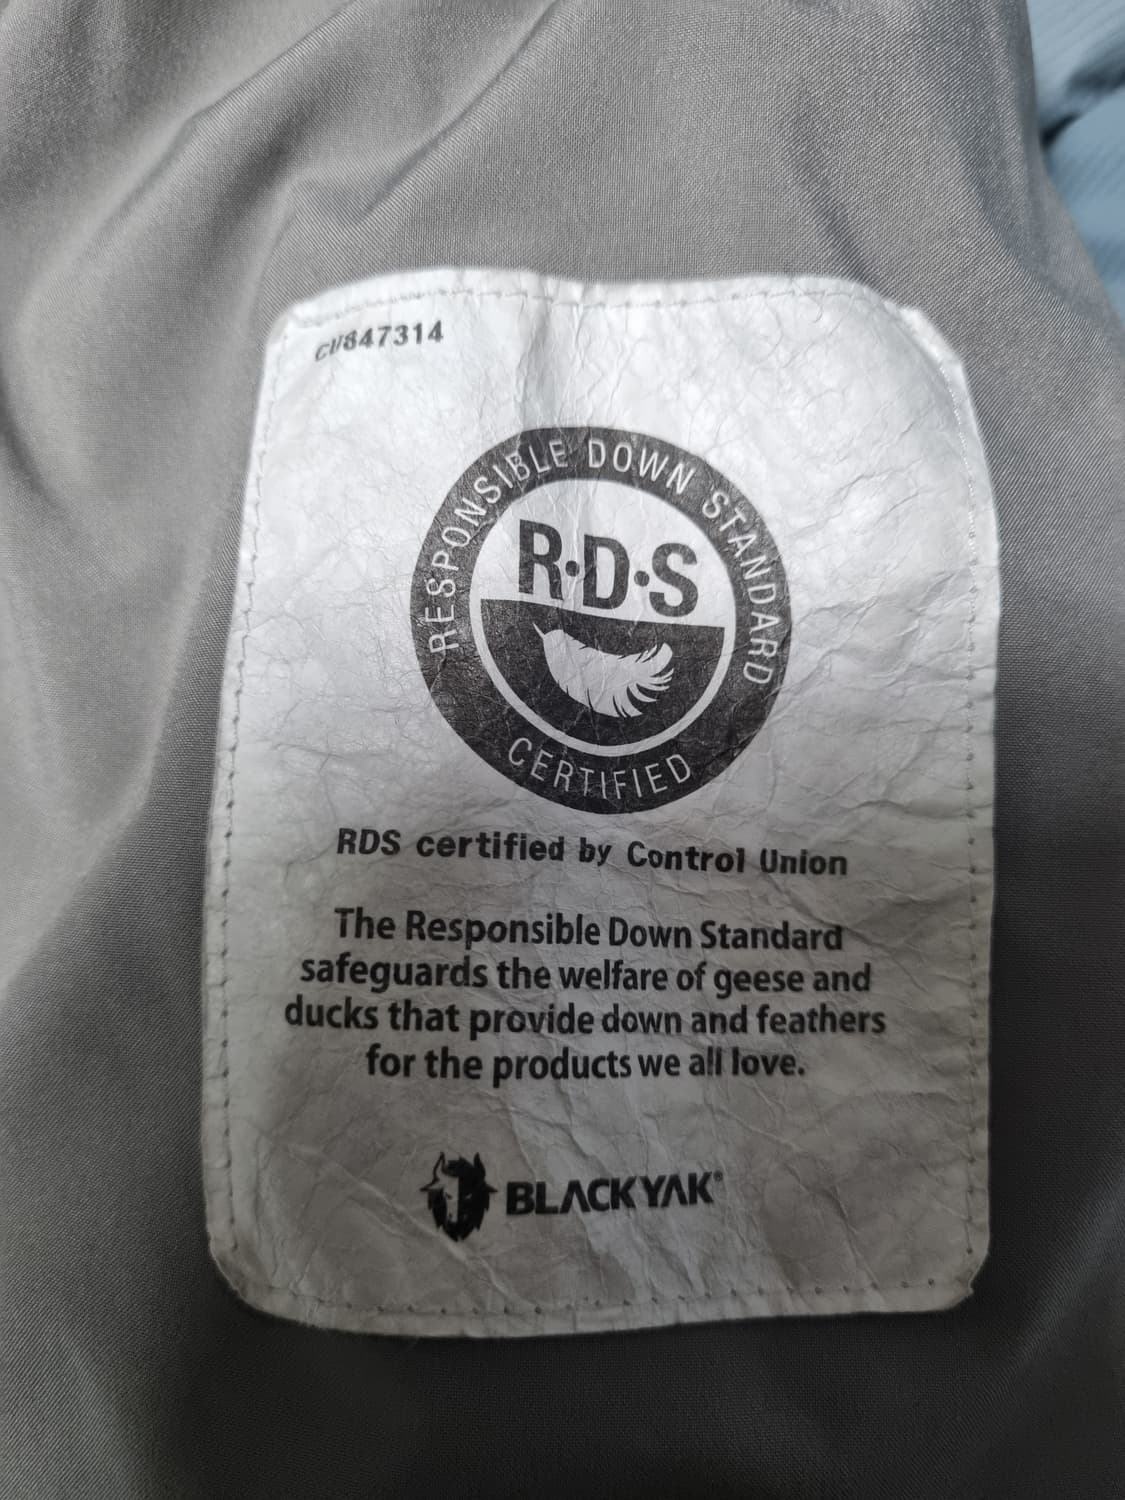 CU847314
RESPONSIBLE DOWN STANDARD
R·D·S
CERTIFIED
RDS certified by Control Union
The Responsible Down Standard
safeguards the welfare of geese and
ducks that provide down and feathers
for the products we all love.
BLACKYAK®